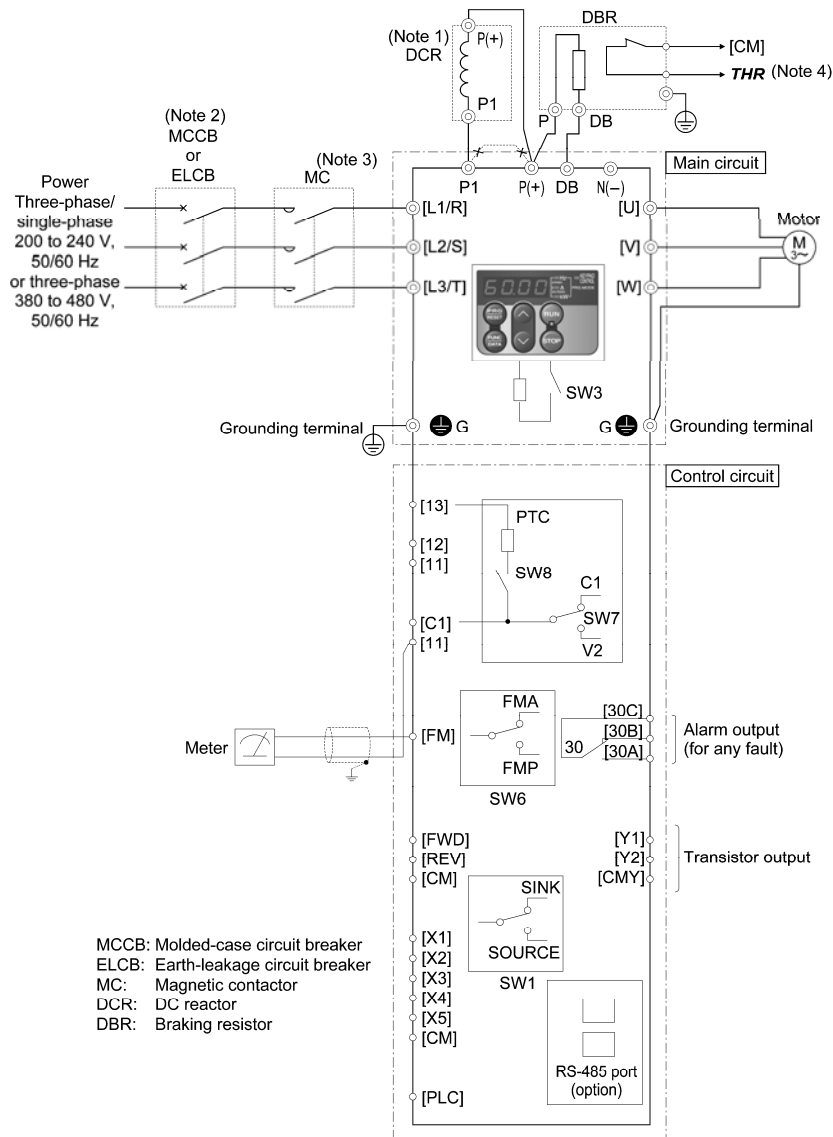 DBR
(Note 1)
DCR
P(+)
P1
[CM]
THR (Note 4)
P
DB
(Note 2)
MCCB
or
ELCB
(Note 3)
MC
Main circuit
P1
P(+)
DB
N(−)
Power
Three-phase/
single-phase
200 to 240 V,
50/60 Hz
or three-phase
380 to 480 V,
50/60 Hz
[L1/R]
[L2/S]
[L3/T]
[U]
[V]
[W]
Motor
M
3~
60.00
PRG
RESET
RUN
FUNC
DATA
STOP
SW3
Grounding terminal
G
G
Grounding terminal
Control circuit
[13]
[12]
[11]
[C1]
[11]
PTC
SW8
C1
SW7
V2
Meter
[FM]
FMA
FMP
SW6
[30C]
[30B]
[30A]
30
Alarm output
(for any fault)
[FWD]
[REV]
[CM]
[Y1]
[Y2]
[CMY]
Transistor output
SINK
SOURCE
SW1
[X1]
[X2]
[X3]
[X4]
[X5]
[CM]
[PLC]
RS-485 port
(option)
MCCB: Molded-case circuit breaker
ELCB: Earth-leakage circuit breaker
MC: Magnetic contactor
DCR: DC reactor
DBR: Braking resistor